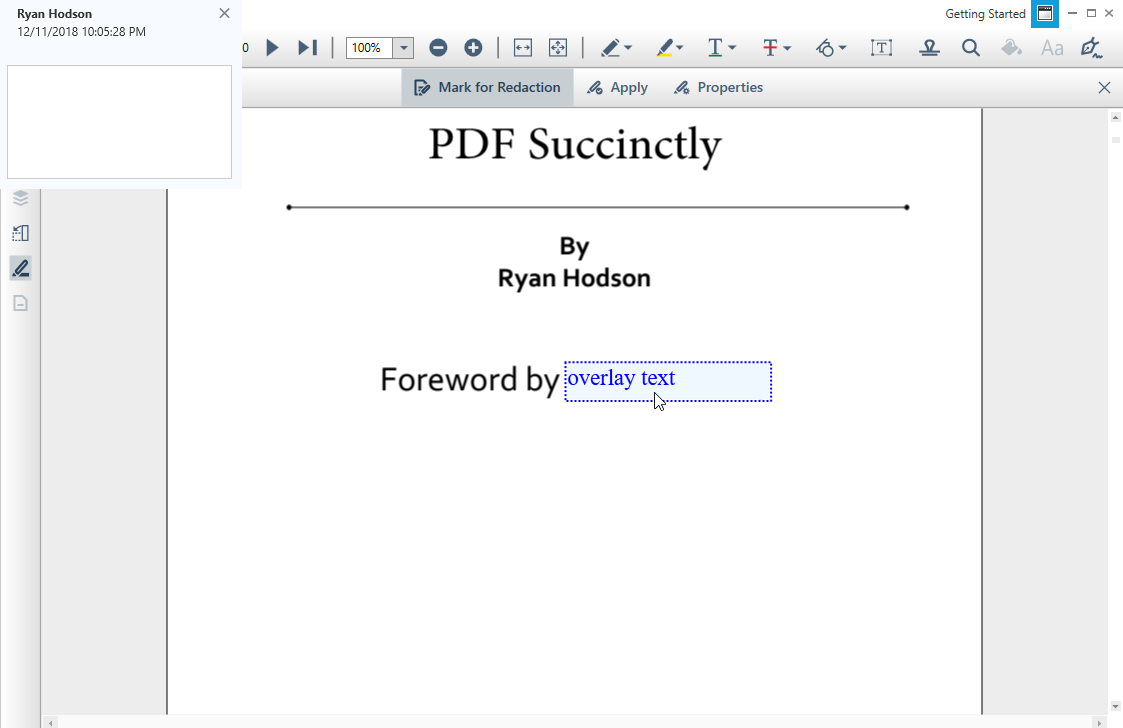 Ryan Hodson
12/11/2018 10:05:28 PM
Getting Started
0
100%
T
T
T
Aa
Mark for Redaction
Apply
Properties
PDF Succinctly
By
Ryan Hodson
Foreword by overlay text